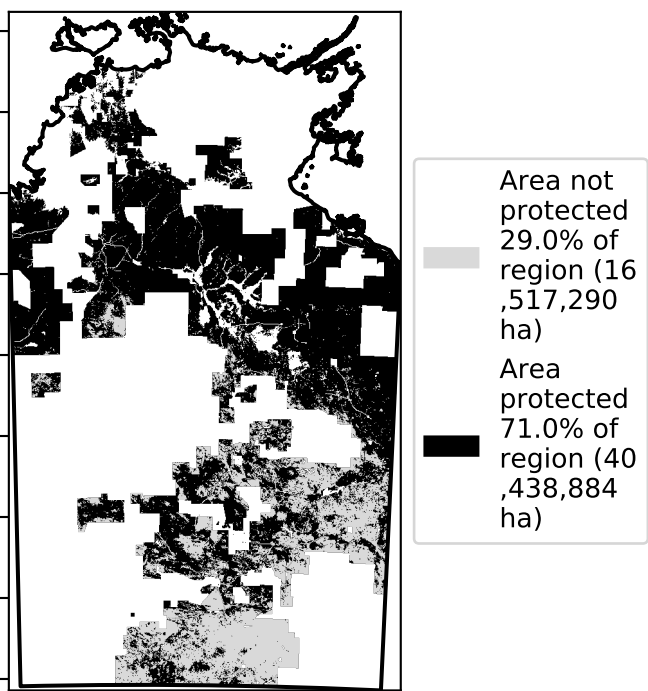 Area not
protected
29.0% of
region (16
,517,290
ha)
Area
protected
71.0% of
region (40
,438,884
ha)